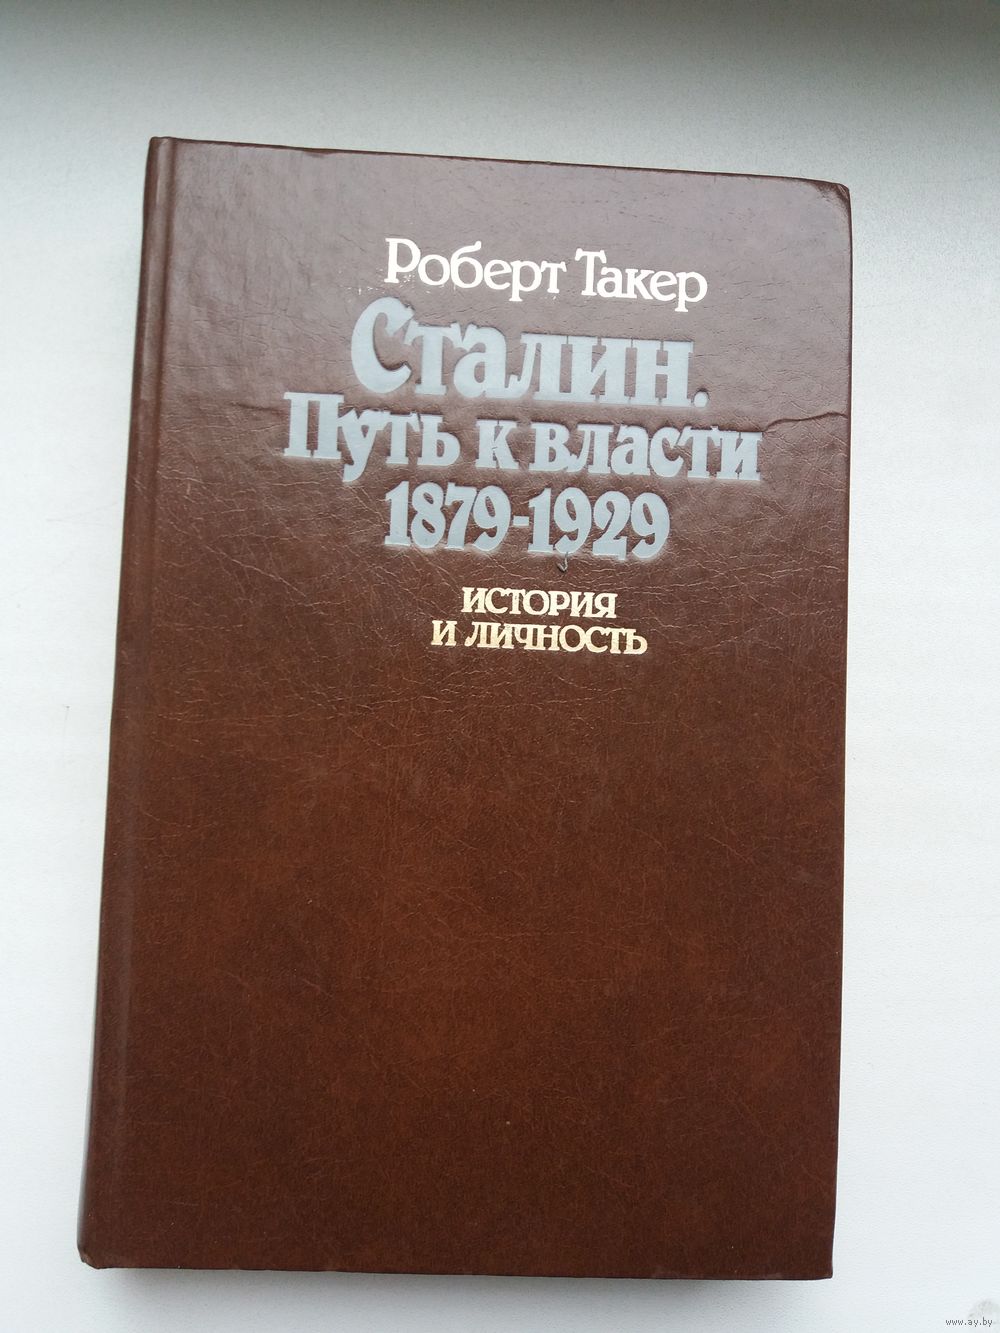 Роберт Такер
Сталин.
Путь к власти
1879-1929
ИСТОРИЯ
И ЛИЧНОСТЬ
www.ay.by